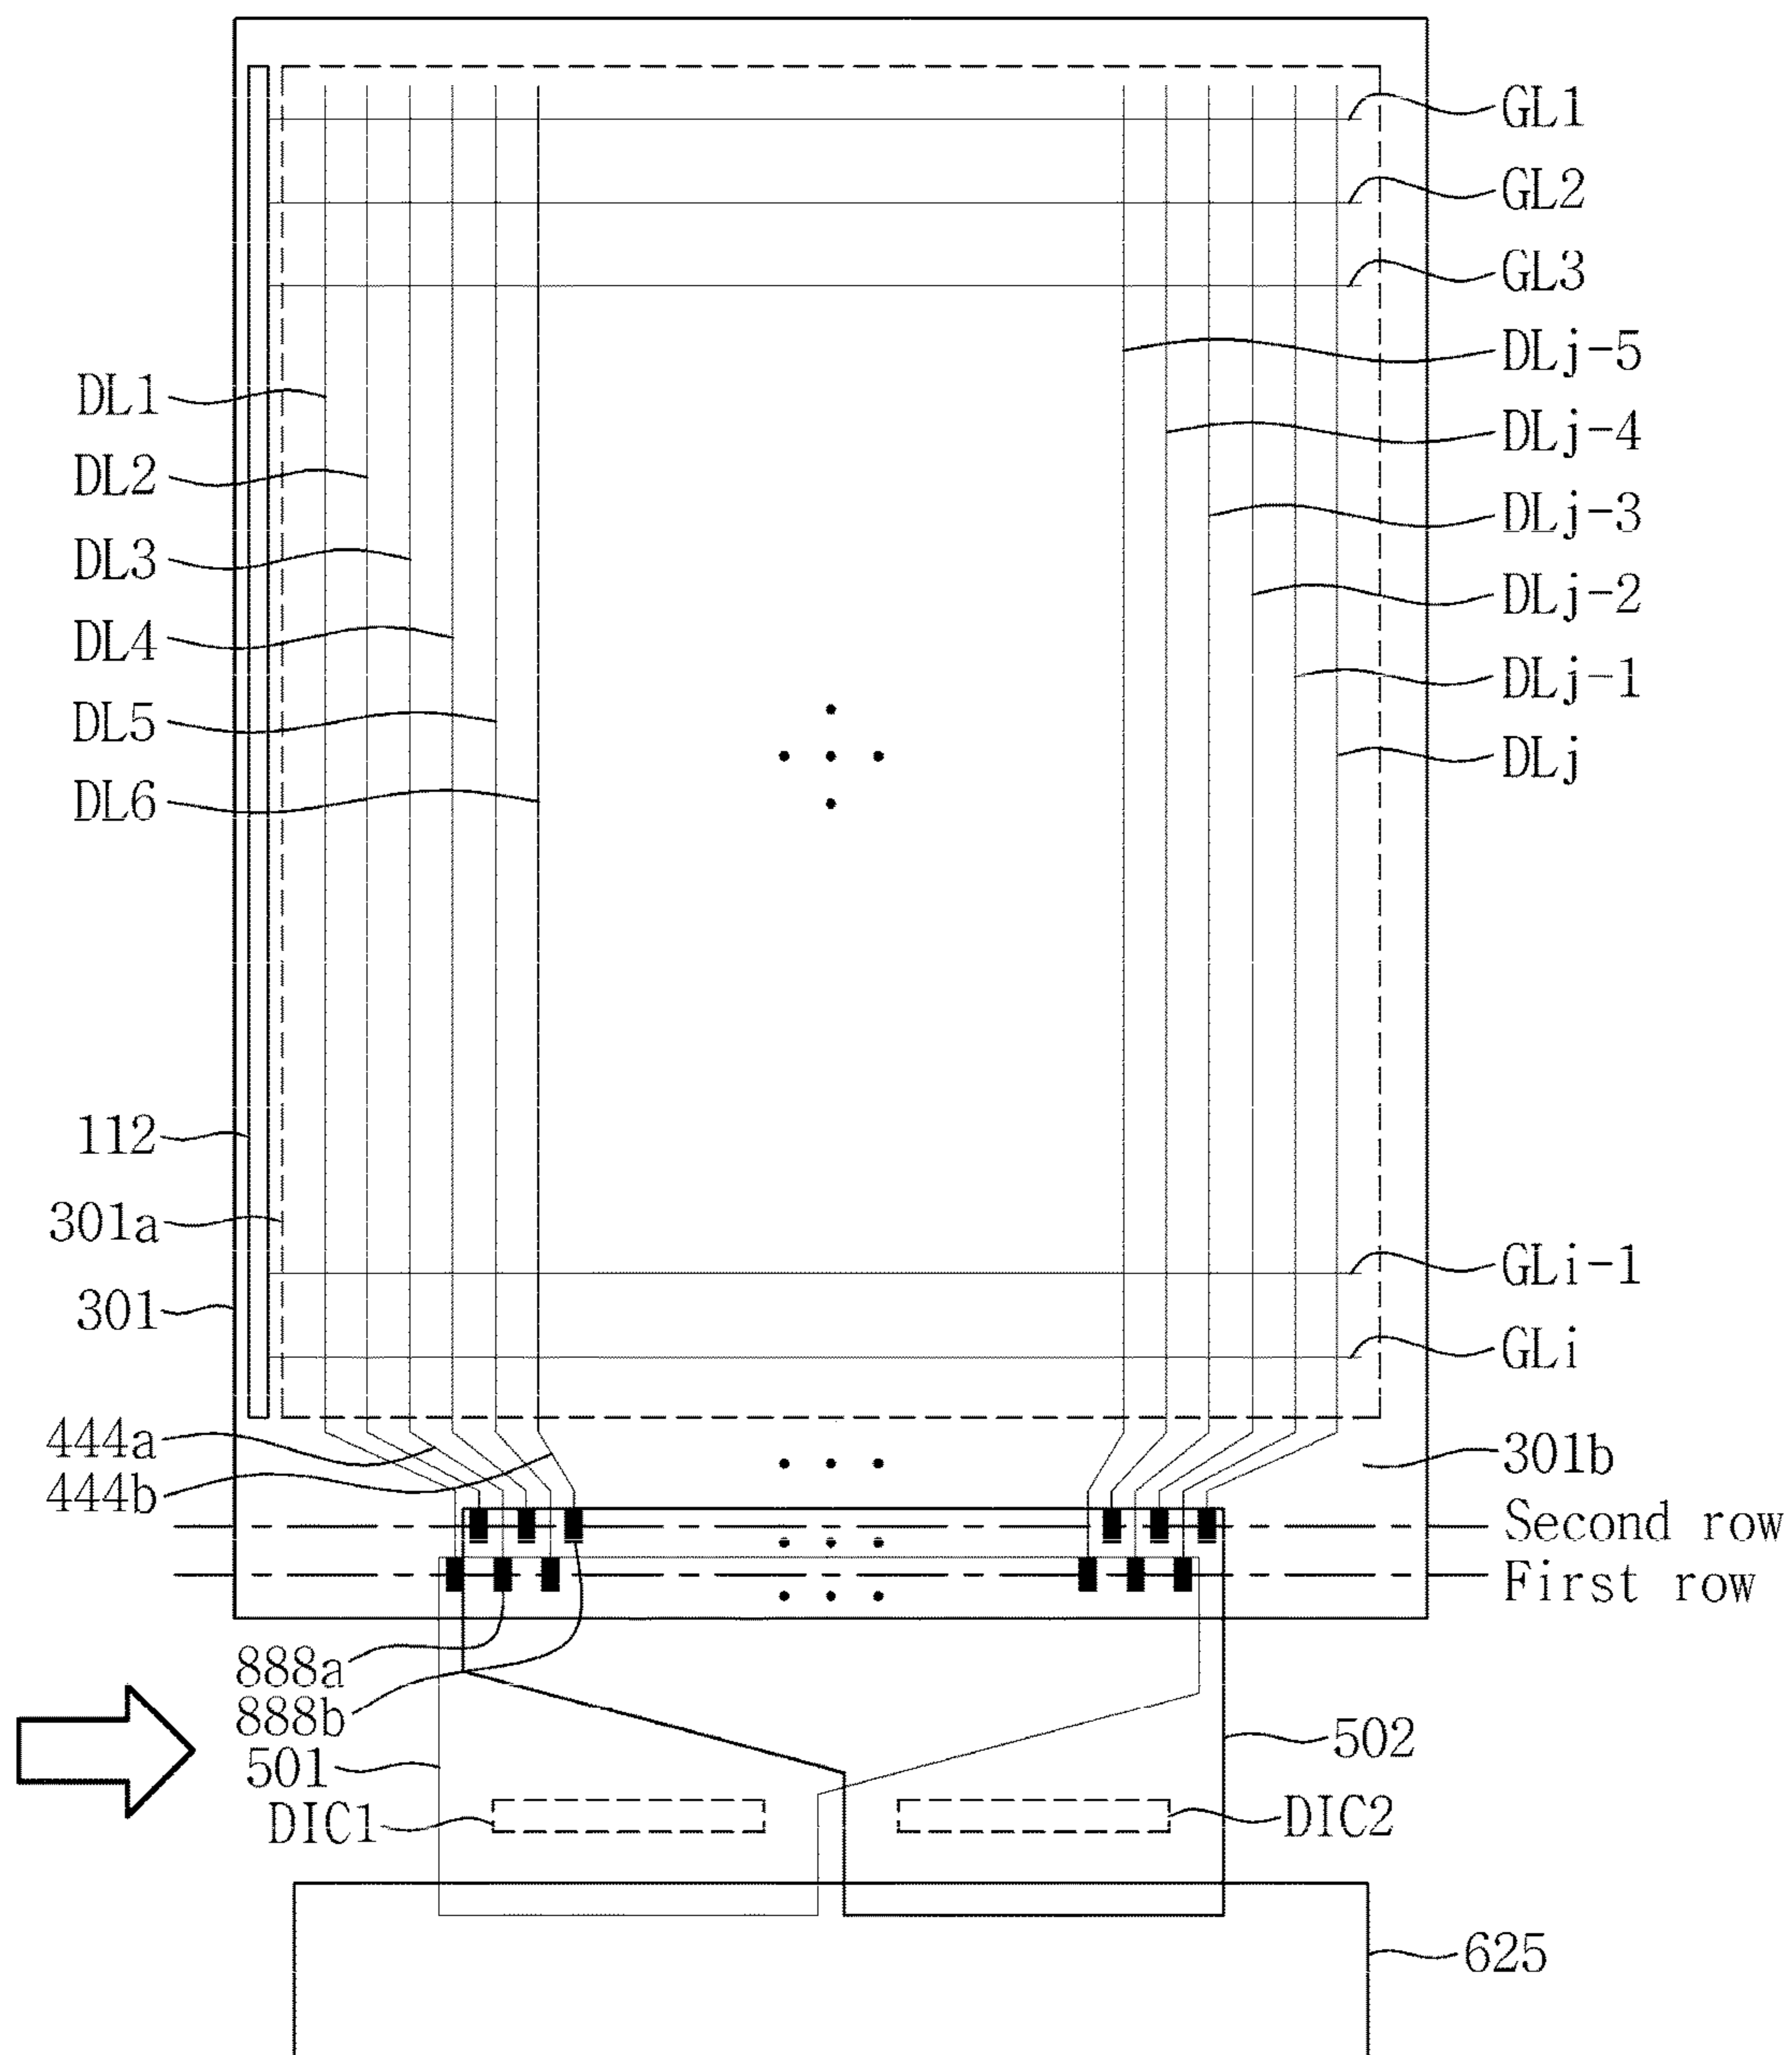 GL1
GL2
GL3
DLj-5
DL1
DLj-4
DL2
DLj-3
DL3
DLj-2
DL4
DLj-1
DL5
DLj
DL6
112
301a
GLi-1
301
GLi
444a
301b
444b
Second row
First row
888a
888b
501
502
DIC1
DIC2
625